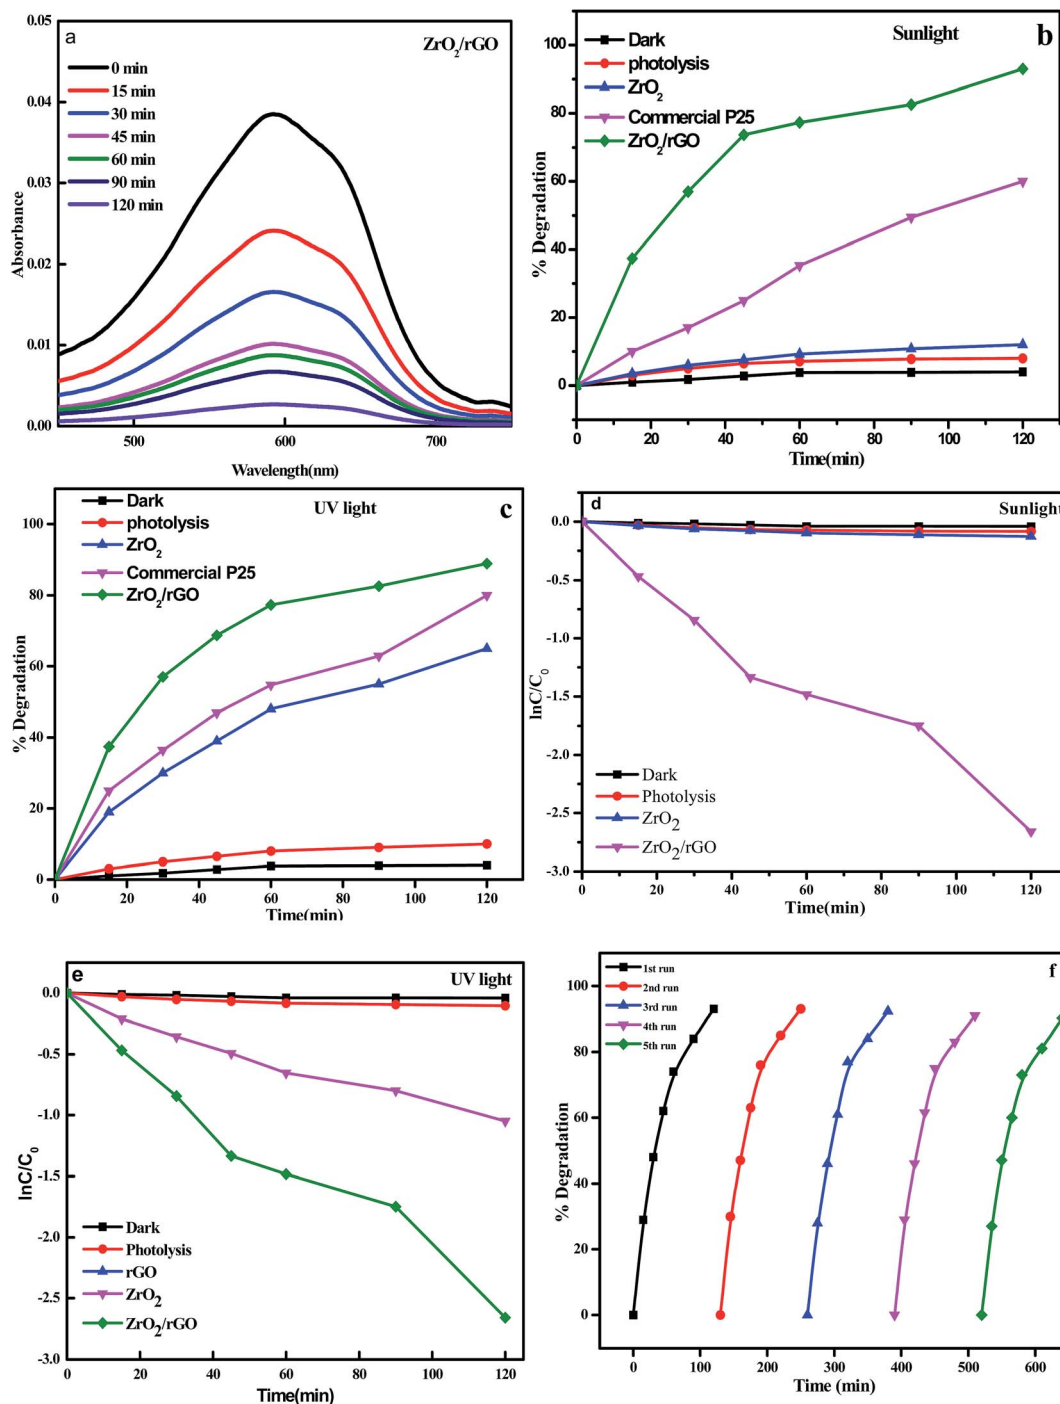 a
ZrO2/rGO
0 min
15 min
30 min
45 min
60 min
90 min
120 min
0.05
0.04
0.03
0.02
0.01
0.00
Absorbance
500 600 700
Wavelength(nm)
b
Sunlight
Dark
photolysis
ZrO2
Commercial P25
ZrO2/rGO
100
80
60
40
20
0
% Degradation
0 20 40 60 80 100 120
Time(min)
c
UV light
Dark
photolysis
ZrO2
Commercial P25
ZrO2/rGO
100
80
60
40
20
0
% Degradation
0 20 40 60 80 100 120
Time(min)
d
Sunlight
0.0
-0.5
-1.0
-1.5
-2.0
-2.5
-3.0
lnC/C0
Dark
Photolysis
ZrO2
ZrO2/rGO
0 20 40 60 80 100 120
Time(min)
e
UV light
0.0
-0.5
-1.0
-1.5
-2.0
-2.5
-3.0
lnC/C0
Dark
Photolysis
rGO
ZrO2
ZrO2/rGO
0 20 40 60 80 100 120
Time(min)
f
1st run
2nd run
3rd run
4th run
5th run
100
80
60
40
20
0
% Degradation
0 100 200 300 400 500 600
Time (min)